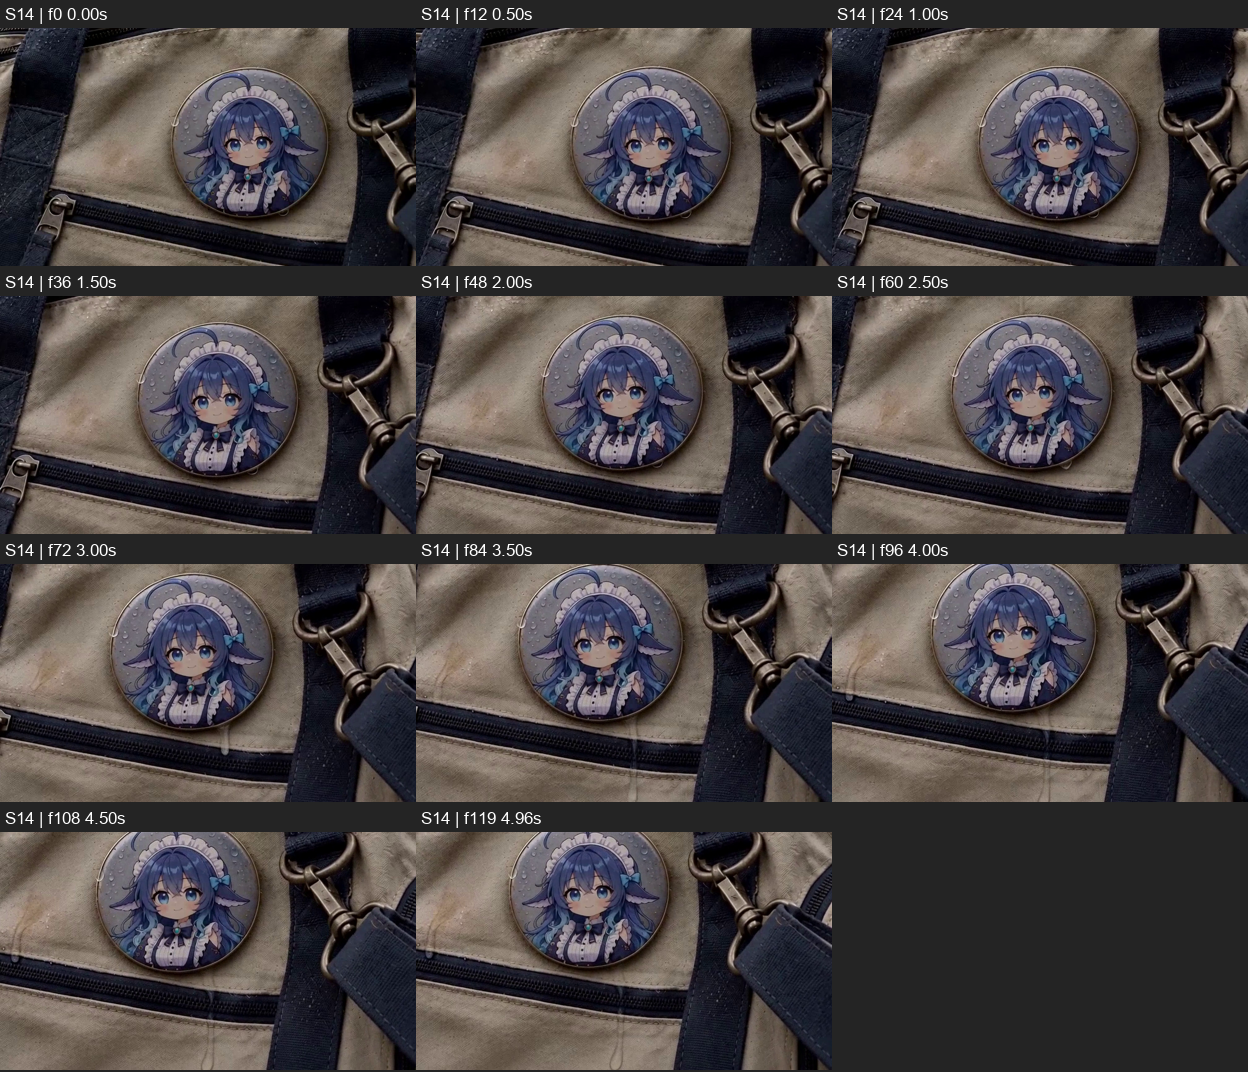 S14 | f0 0.00s
S14 | f12 0.50s
S14 | f24 1.00s
S14 | f36 1.50s
S14 | f48 2.00s
S14 | f60 2.50s
S14 | f72 3.00s
S14 | f84 3.50s
S14 | f96 4.00s
S14 | f108 4.50s
S14 | f119 4.96s